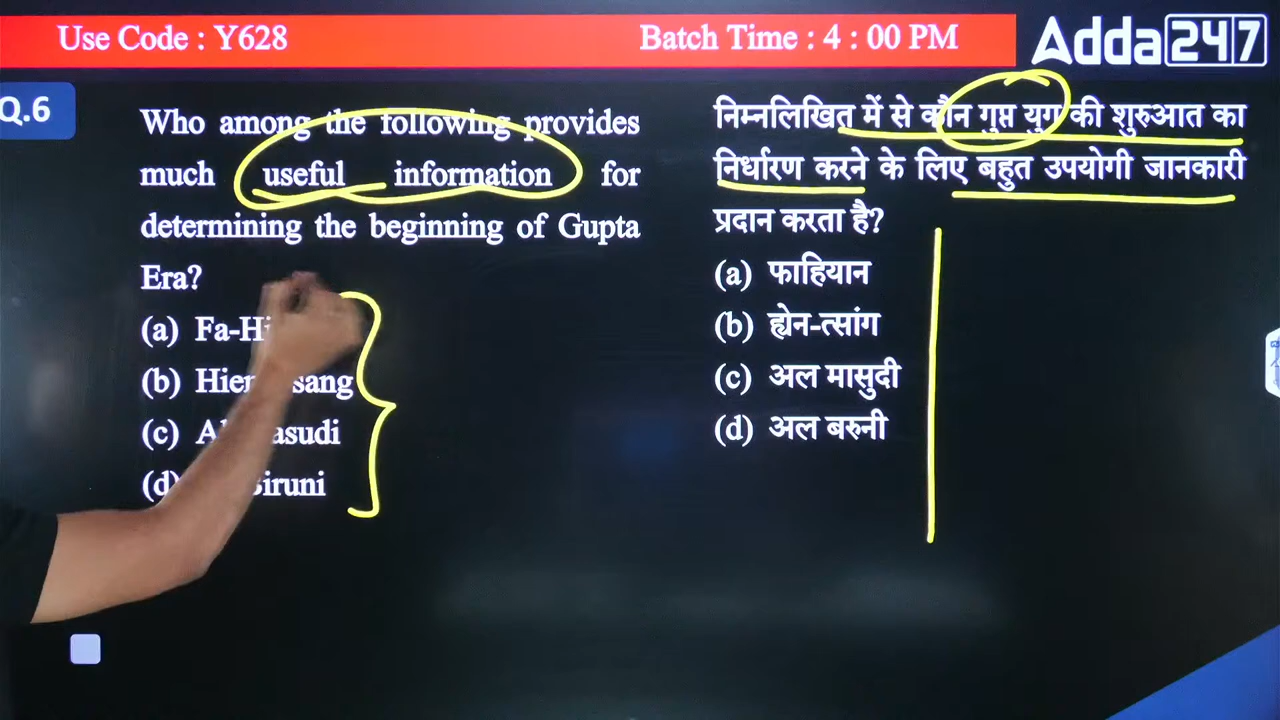 Use Code : Y628
Batch Time : 4 : 00 PM
Adda247
Q.6
Who among the following provides
much useful information for
determining the beginning of Gupta
Era?
(a) Fa-Hi
(b) Hien sang
(c) A asudi
(d) Biruni
निम्नलिखित में से कौन गुप्त युग की शुरुआत का
निर्धारण करने के लिए बहुत उपयोगी जानकारी
प्रदान करता है?
(a) फाहियान
(b) ह्येन-त्सांग
(c) अल मासुदी
(d) अल बरुनी